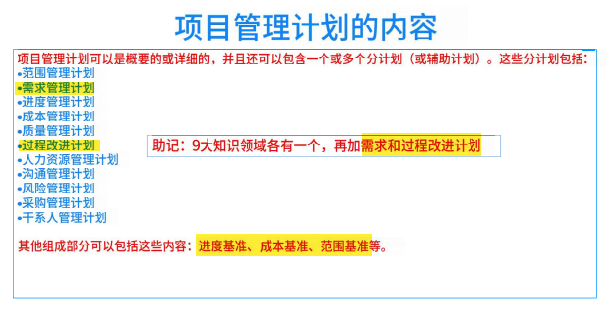 项目管理计划的内容
项目管理计划可以是概要的或详细的，并且还可以包含一个或多个分计划（或辅助计划）。这些分计划包括：
•范围管理计划
•需求管理计划
•进度管理计划
•成本管理计划
•质量管理计划
•过程改进计划
助记：9大知识领域各有一个，再加需求和过程改进计划
•人力资源管理计划
•沟通管理计划
•风险管理计划
•采购管理计划
•干系人管理计划
其他组成部分可以包括这些内容：进度基准、成本基准、范围基准等。